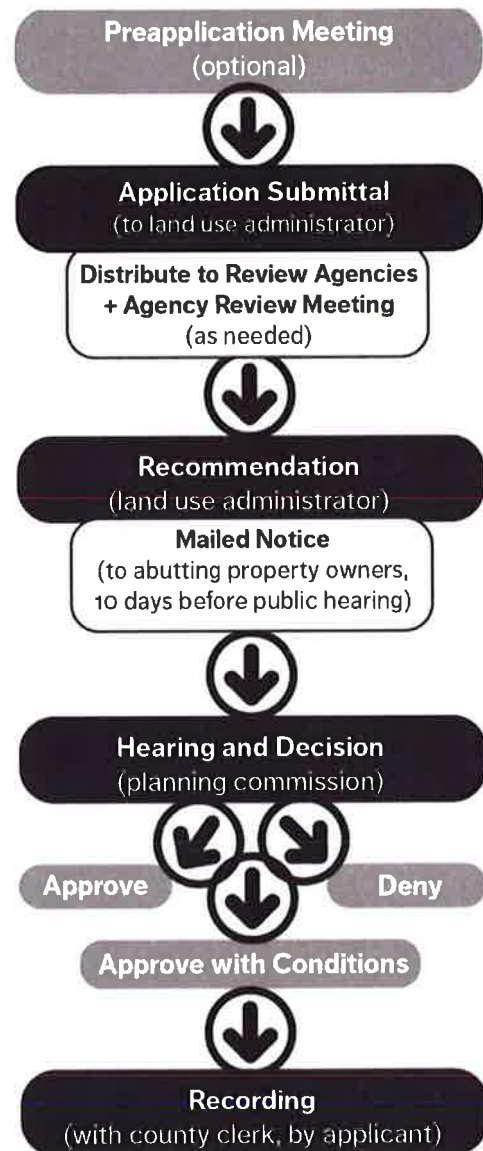 Preapplication Meeting
(optional)
Application Submittal
(to land use administrator)
Distribute to Review Agencies
+ Agency Review Meeting
(as needed)
Recommendation
(land use administrator)
Mailed Notice
(to abutting property owners,
10 days before public hearing)
Hearing and Decision
(planning commission)
Approve
Deny
Approve with Conditions
Recording
(with county clerk, by applicant)